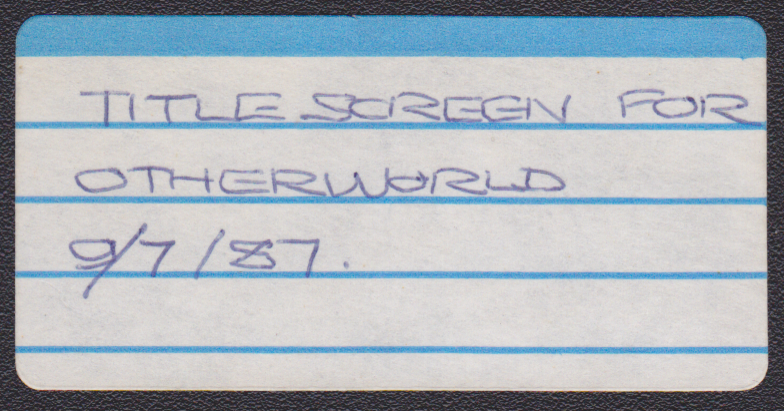 TITLE SCREEN FOR
OTHERWORLD
9/7/87.